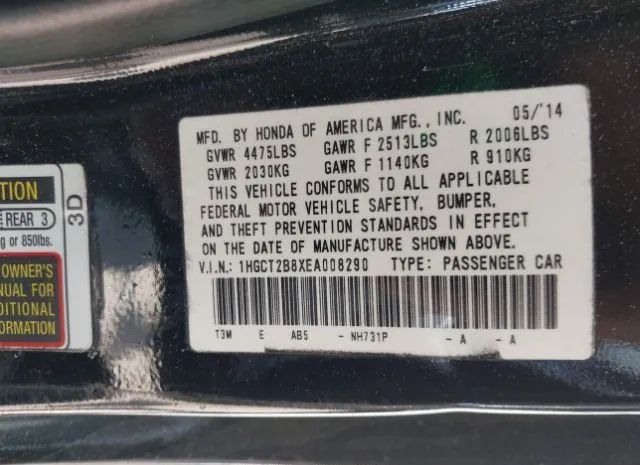 MFD. BY HONDA OF AMERICA MFG., INC. 05/'14
GVWR 4475LBS GAWR F 2513LBS R 2006LBS
GVWR 2030KG GAWR F 1140KG R 910KG
THIS VEHICLE CONFORMS TO ALL APPLICABLE
FEDERAL MOTOR VEHICLE SAFETY, BUMPER,
AND THEFT PREVENTION STANDARDS IN EFFECT
ON THE DATE OF MANUFACTURE SHOWN ABOVE.
V.I.N.: 1HGCT2B8XEA008290 TYPE: PASSENGER CAR
T3M E AB5 - NH731P - A - A
TION
REAR 3
g or 850lbs.
3D
OWNER'S
NUAL FOR
DITIONAL
FORMATION